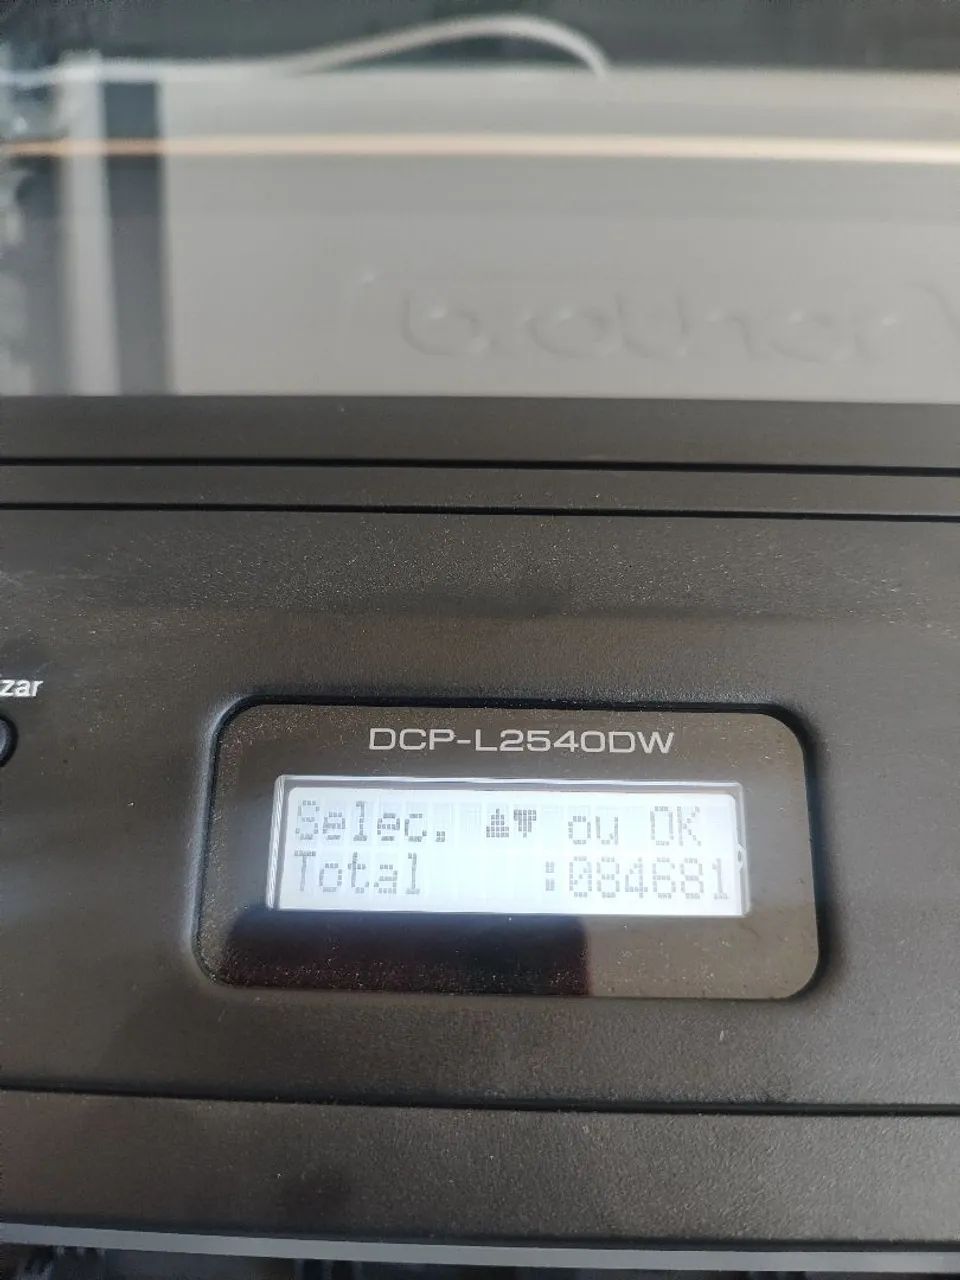 brother
zar
DCP-L2540DW
Selec. ▲▼ ou OK
Total :084681